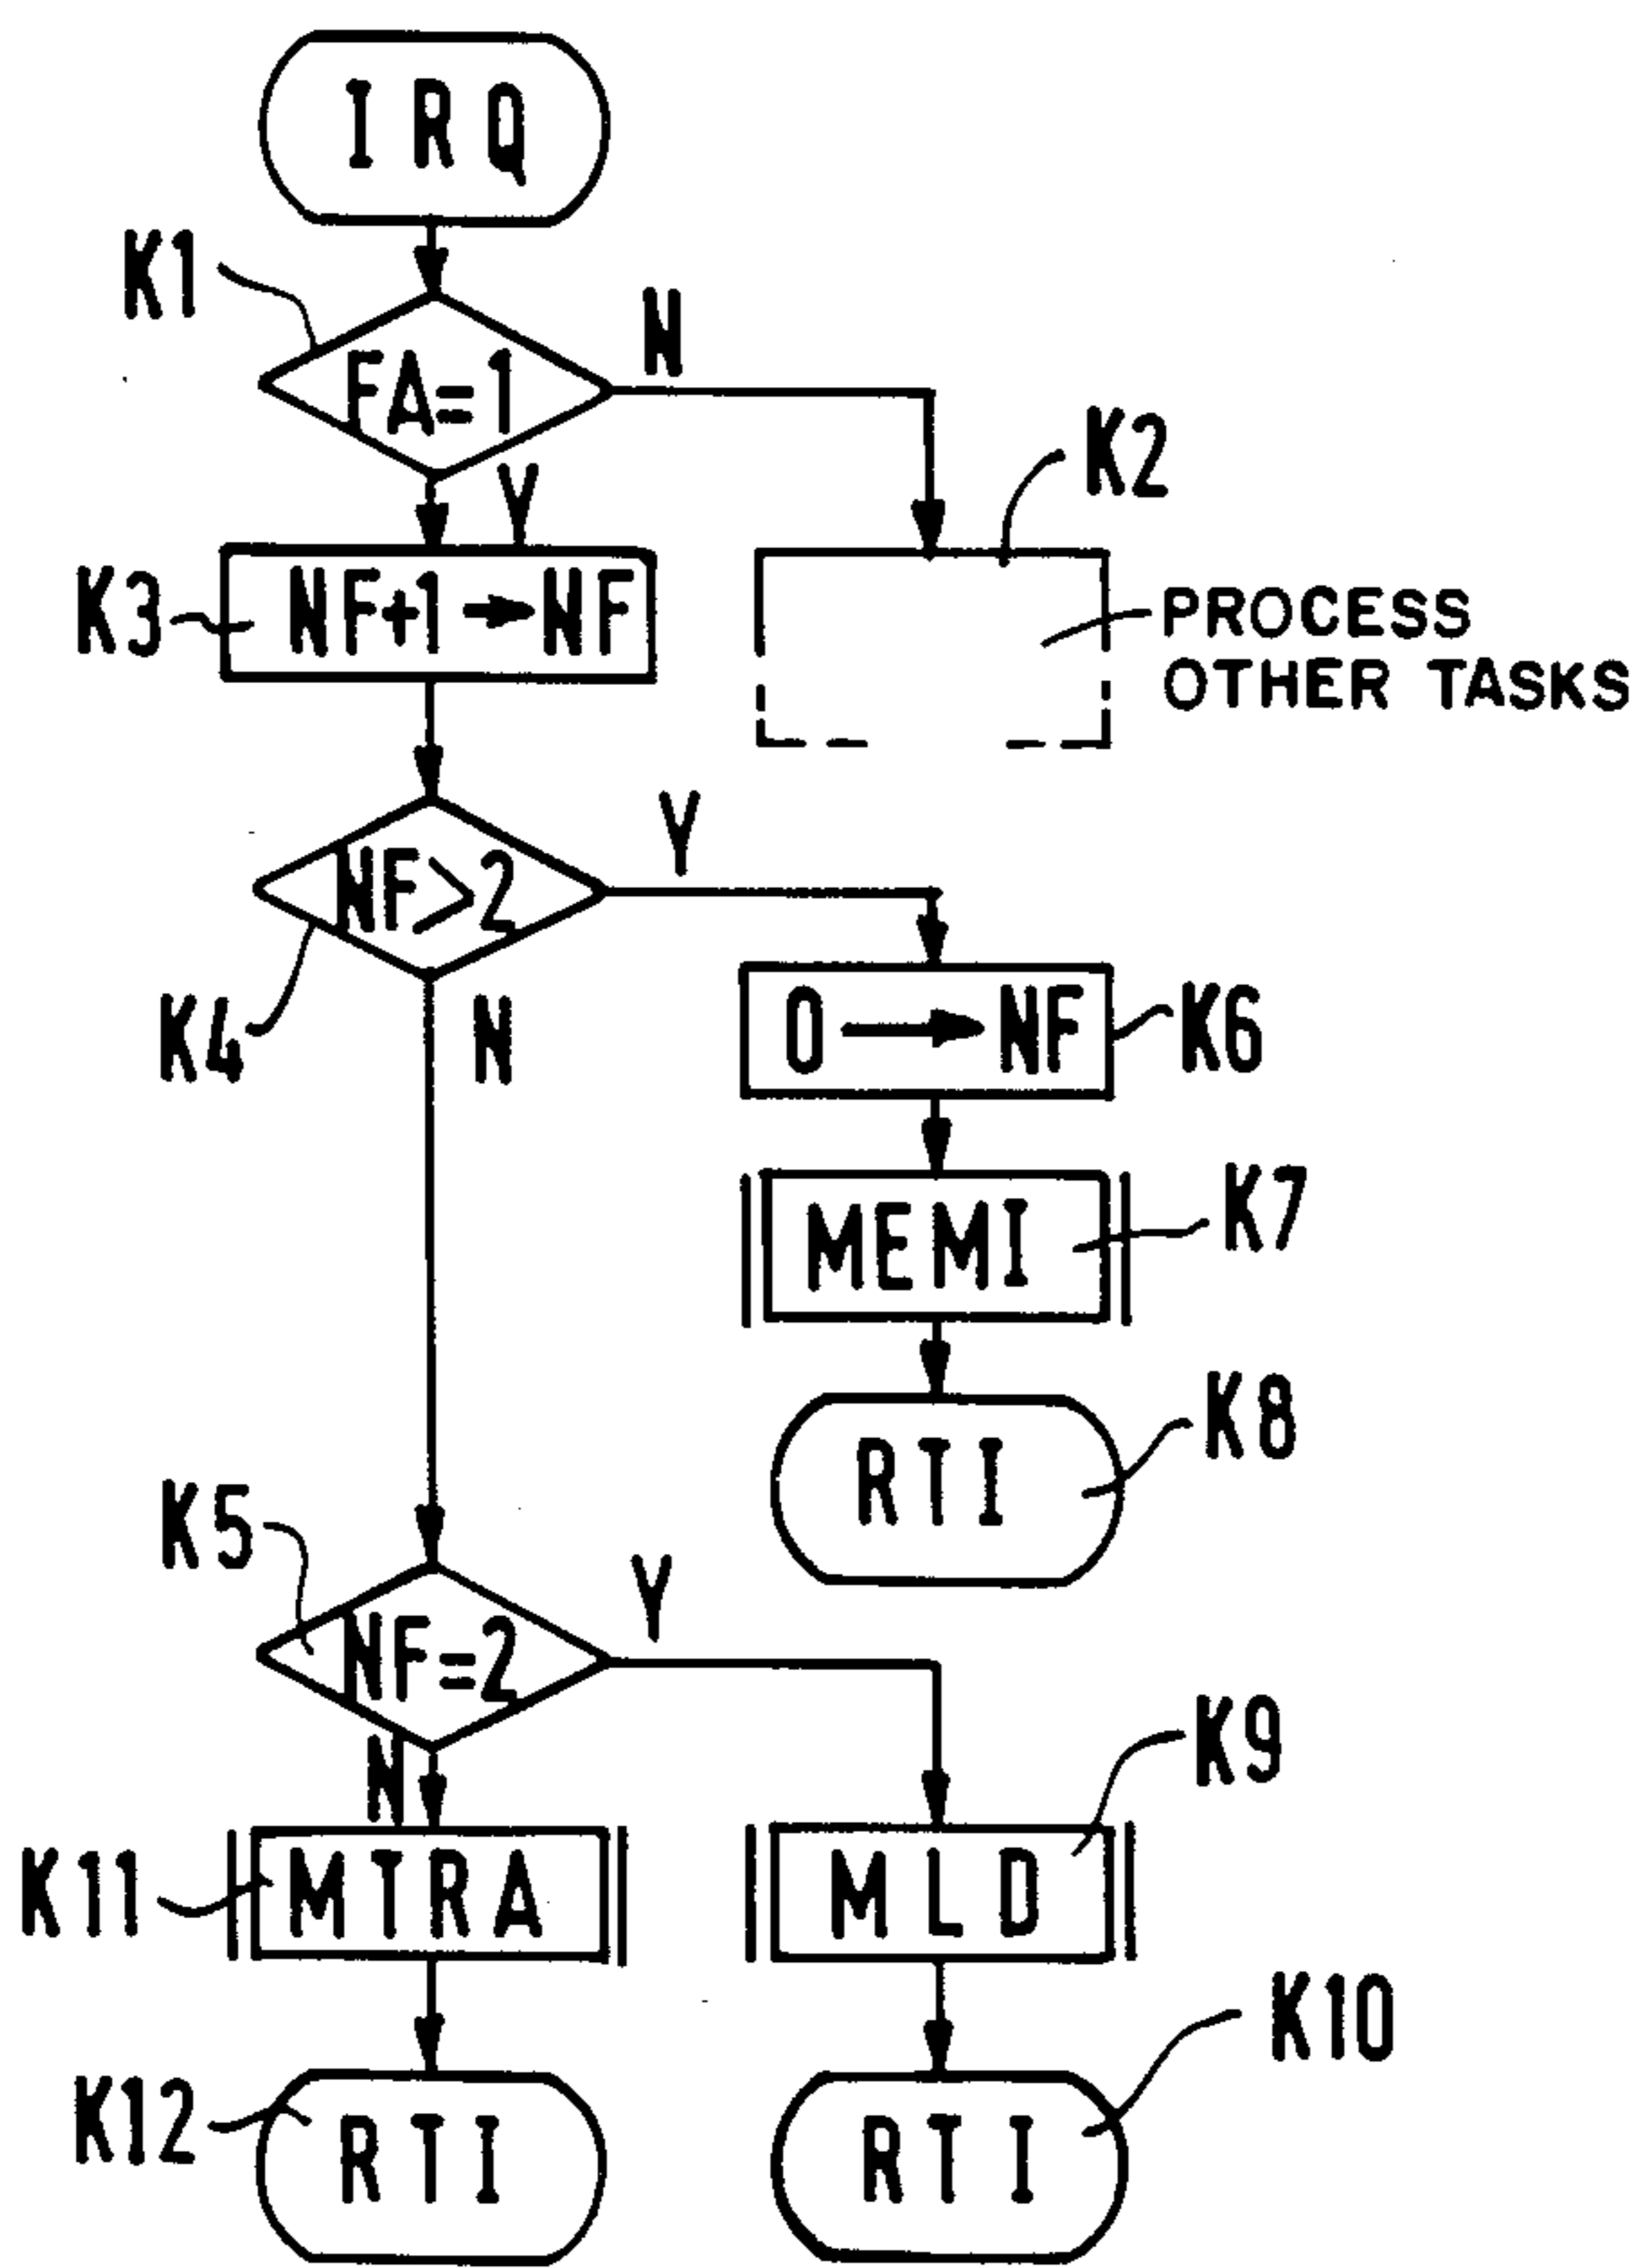 IRQ
K1
FA=1
N
K2
Y
K3
NF+1→NF
PROCESS
OTHER TASKS
Y
NF>2
K4
N
0→NF
K6
MEMI
K7
RTI
K8
K5
NF=2
Y
N
K9
K11
MTRA
MLD
K10
K12
RTI
RTI